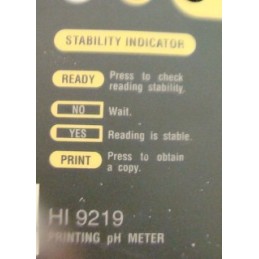 STABILITY INDICATOR
READY Press to check
reading stability.
NO Wait.
YES Reading is stable.
PRINT Press to obtain
a copy.
HI 9219
PRINTING pH METER